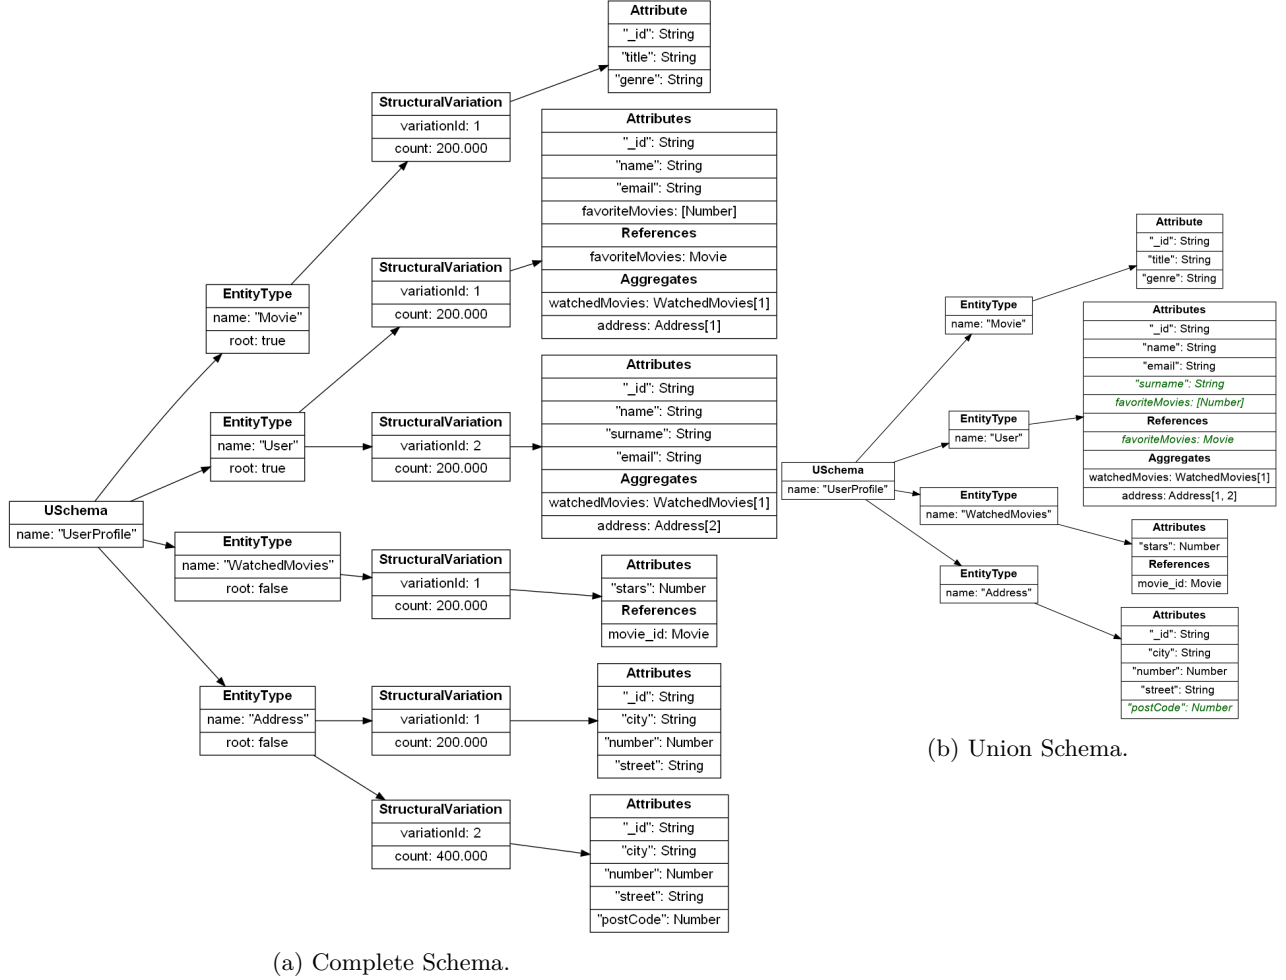 Attribute
"_id": String
"title": String
"genre": String
StructuralVariation
variationId: 1
count: 200.000
Attributes
"_id": String
"name": String
"email": String
favoriteMovies: [Number]
References
favoriteMovies: Movie
Aggregates
watchedMovies: WatchedMovies[1]
address: Address[1]
StructuralVariation
variationId: 1
count: 200.000
EntityType
name: "Movie"
root: true
Attributes
"_id": String
"name": String
"surname": String
"email": String
Aggregates
watchedMovies: WatchedMovies[1]
address: Address[2]
EntityType
name: "User"
root: true
StructuralVariation
variationId: 2
count: 200.000
USchema
name: "UserProfile"
EntityType
name: "WatchedMovies"
root: false
StructuralVariation
variationId: 1
count: 200.000
Attributes
"stars": Number
References
movie_id: Movie
EntityType
name: "Address"
root: false
StructuralVariation
variationId: 1
count: 200.000
Attributes
"_id": String
"city": String
"number": Number
"street": String
StructuralVariation
variationId: 2
count: 400.000
Attributes
"_id": String
"city": String
"number": Number
"street": String
"postCode": Number
(a) Complete Schema.
Attribute
"_id": String
"title": String
"genre": String
EntityType
name: "Movie"
Attributes
"_id": String
"name": String
"email": String
"surname": String
favoriteMovies: [Number]
References
favoriteMovies: Movie
Aggregates
watchedMovies: WatchedMovies[1]
address: Address[1, 2]
EntityType
name: "User"
USchema
name: "UserProfile"
EntityType
name: "WatchedMovies"
Attributes
"stars": Number
References
movie_id: Movie
EntityType
name: "Address"
Attributes
"_id": String
"city": String
"number": Number
"street": String
"postCode": Number
(b) Union Schema.